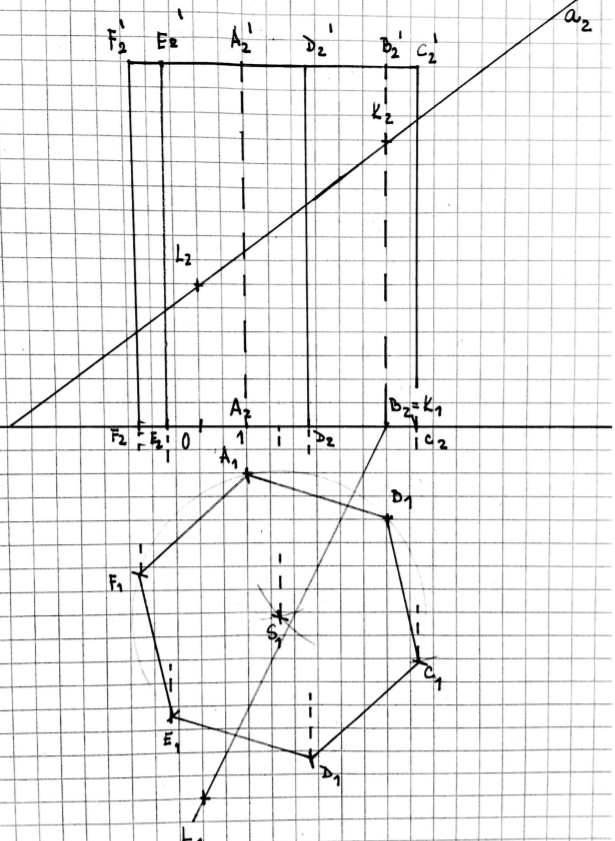 F₂' E₂' A₂' D₂' B₂' C₂' a₂
K₂
L₂
A₂ B₂=K₁
F₂ E₂ 0 1 D₂ C₂
A₁
B₁
F₁
S₁
C₁
E₁
D₁
L₁